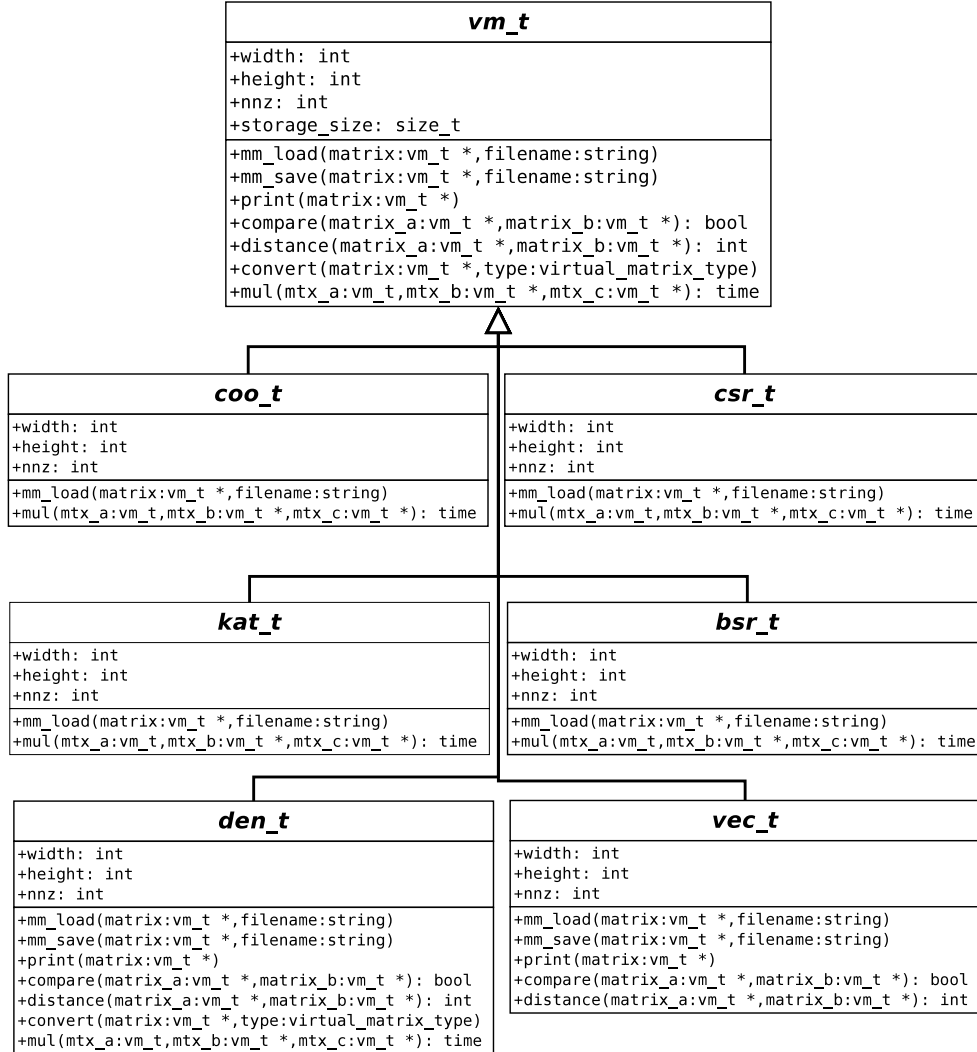 vm_t
+width: int
+height: int
+nnz: int
+storage_size: size_t
+mm_load(matrix:vm_t *,filename:string)
+mm_save(matrix:vm_t *,filename:string)
+print(matrix:vm_t *)
+compare(matrix_a:vm_t *,matrix_b:vm_t *): bool
+distance(matrix_a:vm_t *,matrix_b:vm_t *): int
+convert(matrix:vm_t *,type:virtual_matrix_type)
+mul(mtx_a:vm_t,mtx_b:vm_t *,mtx_c:vm_t *): time
coo_t
+width: int
+height: int
+nnz: int
+mm_load(matrix:vm_t *,filename:string)
+mul(mtx_a:vm_t,mtx_b:vm_t *,mtx_c:vm_t *): time
csr_t
+width: int
+height: int
+nnz: int
+mm_load(matrix:vm_t *,filename:string)
+mul(mtx_a:vm_t,mtx_b:vm_t *,mtx_c:vm_t *): time
kat_t
+width: int
+height: int
+nnz: int
+mm_load(matrix:vm_t *,filename:string)
+mul(mtx_a:vm_t,mtx_b:vm_t *,mtx_c:vm_t *): time
bsr_t
+width: int
+height: int
+nnz: int
+mm_load(matrix:vm_t *,filename:string)
+mul(mtx_a:vm_t,mtx_b:vm_t *,mtx_c:vm_t *): time
den_t
+width: int
+height: int
+nnz: int
+mm_load(matrix:vm_t *,filename:string)
+mm_save(matrix:vm_t *,filename:string)
+print(matrix:vm_t *)
+compare(matrix_a:vm_t *,matrix_b:vm_t *): bool
+distance(matrix_a:vm_t *,matrix_b:vm_t *): int
+convert(matrix:vm_t *,type:virtual_matrix_type)
+mul(mtx_a:vm_t,mtx_b:vm_t *,mtx_c:vm_t *): time
vec_t
+width: int
+height: int
+nnz: int
+mm_load(matrix:vm_t *,filename:string)
+mm_save(matrix:vm_t *,filename:string)
+print(matrix:vm_t *)
+compare(matrix_a:vm_t *,matrix_b:vm_t *): bool
+distance(matrix_a:vm_t *,matrix_b:vm_t *): int